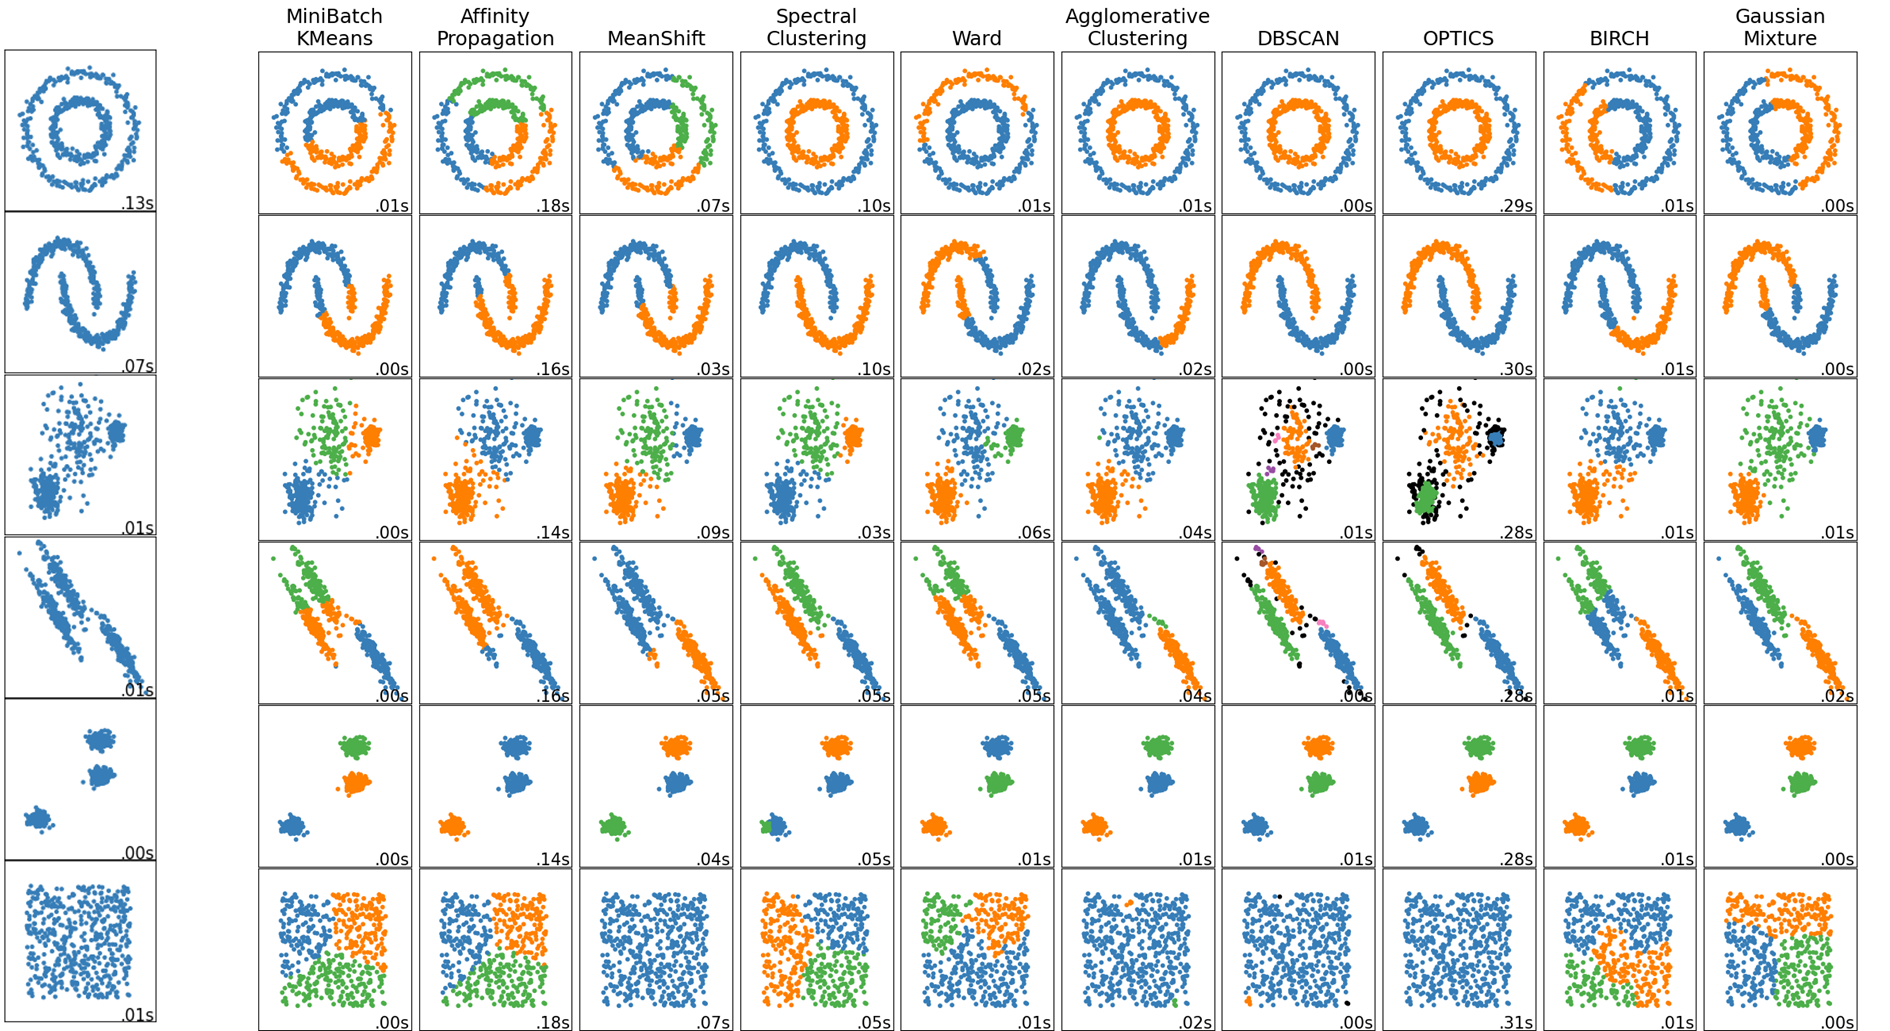 MiniBatch
KMeans
Affinity
Propagation
MeanShift
Spectral
Clustering
Ward
Agglomerative
Clustering
DBSCAN
OPTICS
BIRCH
Gaussian
Mixture
.13s
.01s
.18s
.07s
.10s
.01s
.01s
.00s
.29s
.01s
.00s
.07s
.00s
.16s
.03s
.10s
.02s
.02s
.00s
.30s
.01s
.00s
.01s
.00s
.14s
.09s
.03s
.06s
.04s
.01s
.28s
.01s
.01s
.01s
.00s
.16s
.05s
.05s
.05s
.04s
.00s
.28s
.01s
.02s
.00s
.00s
.14s
.04s
.05s
.01s
.01s
.01s
.28s
.01s
.00s
.01s
.00s
.18s
.07s
.05s
.01s
.02s
.00s
.31s
.01s
.00s